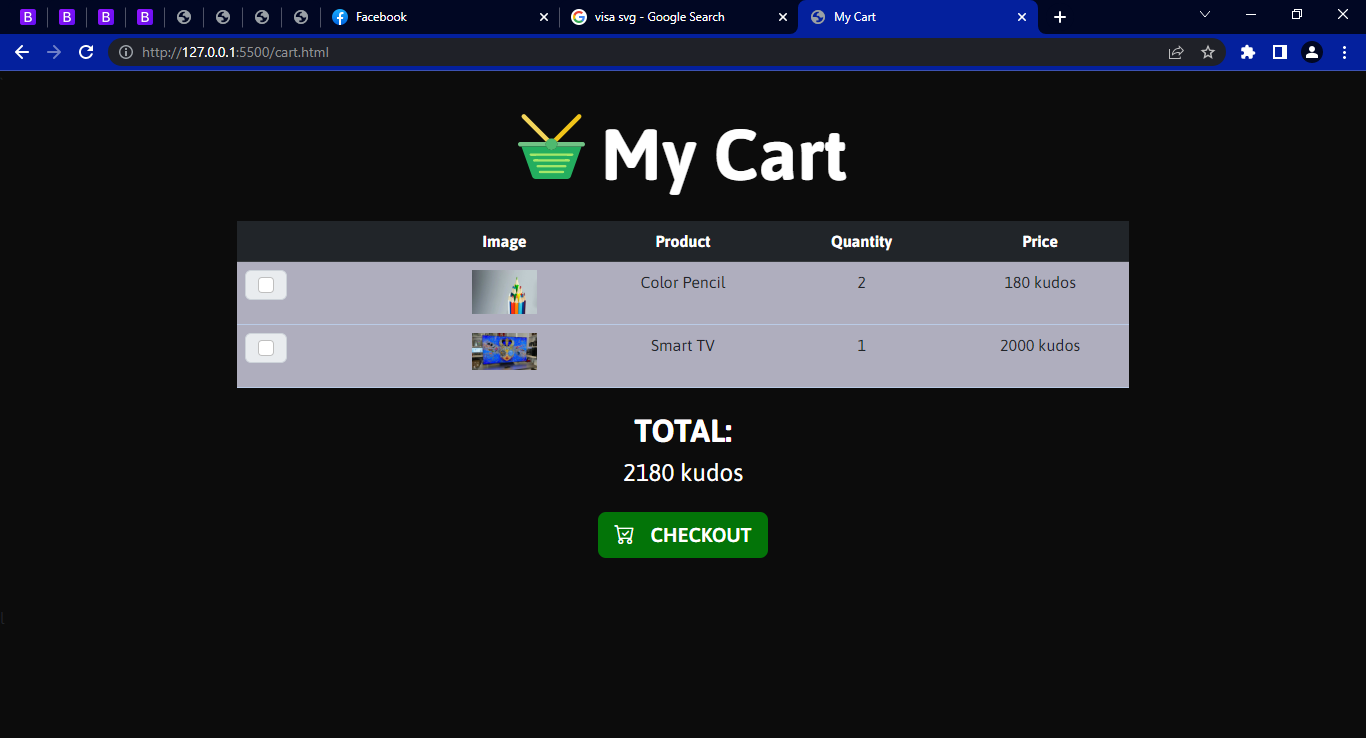 B B B B Facebook visa svg - Google Search My Cart
http://127.0.0.1:5500/cart.html
My Cart
Image Product Quantity Price
Color Pencil 2 180 kudos
Smart TV 1 2000 kudos
TOTAL:
2180 kudos
CHECKOUT